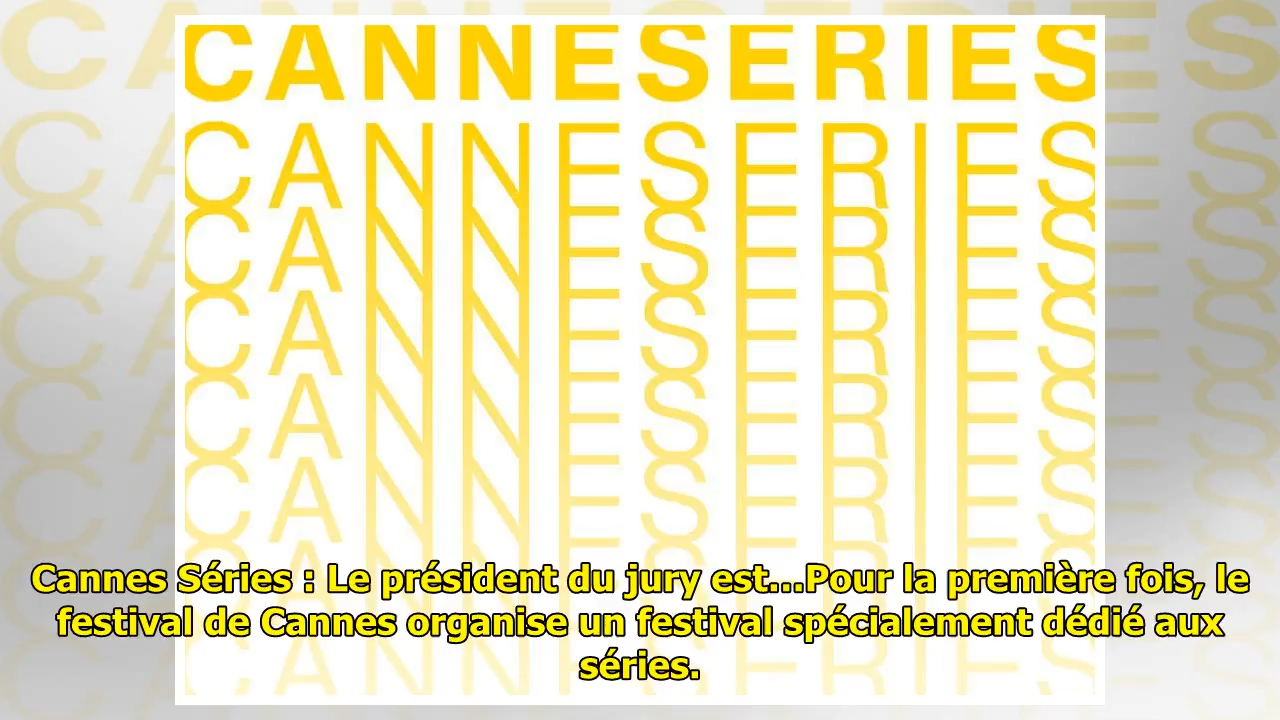 CANNESERIES
CANNESERIES
CANNESERIES
CANNESERIES
CANNESERIES
CANNESERIES
Cannes Séries : Le président du jury est...Pour la première fois, le
festival de Cannes organise un festival spécialement dédié aux
séries.